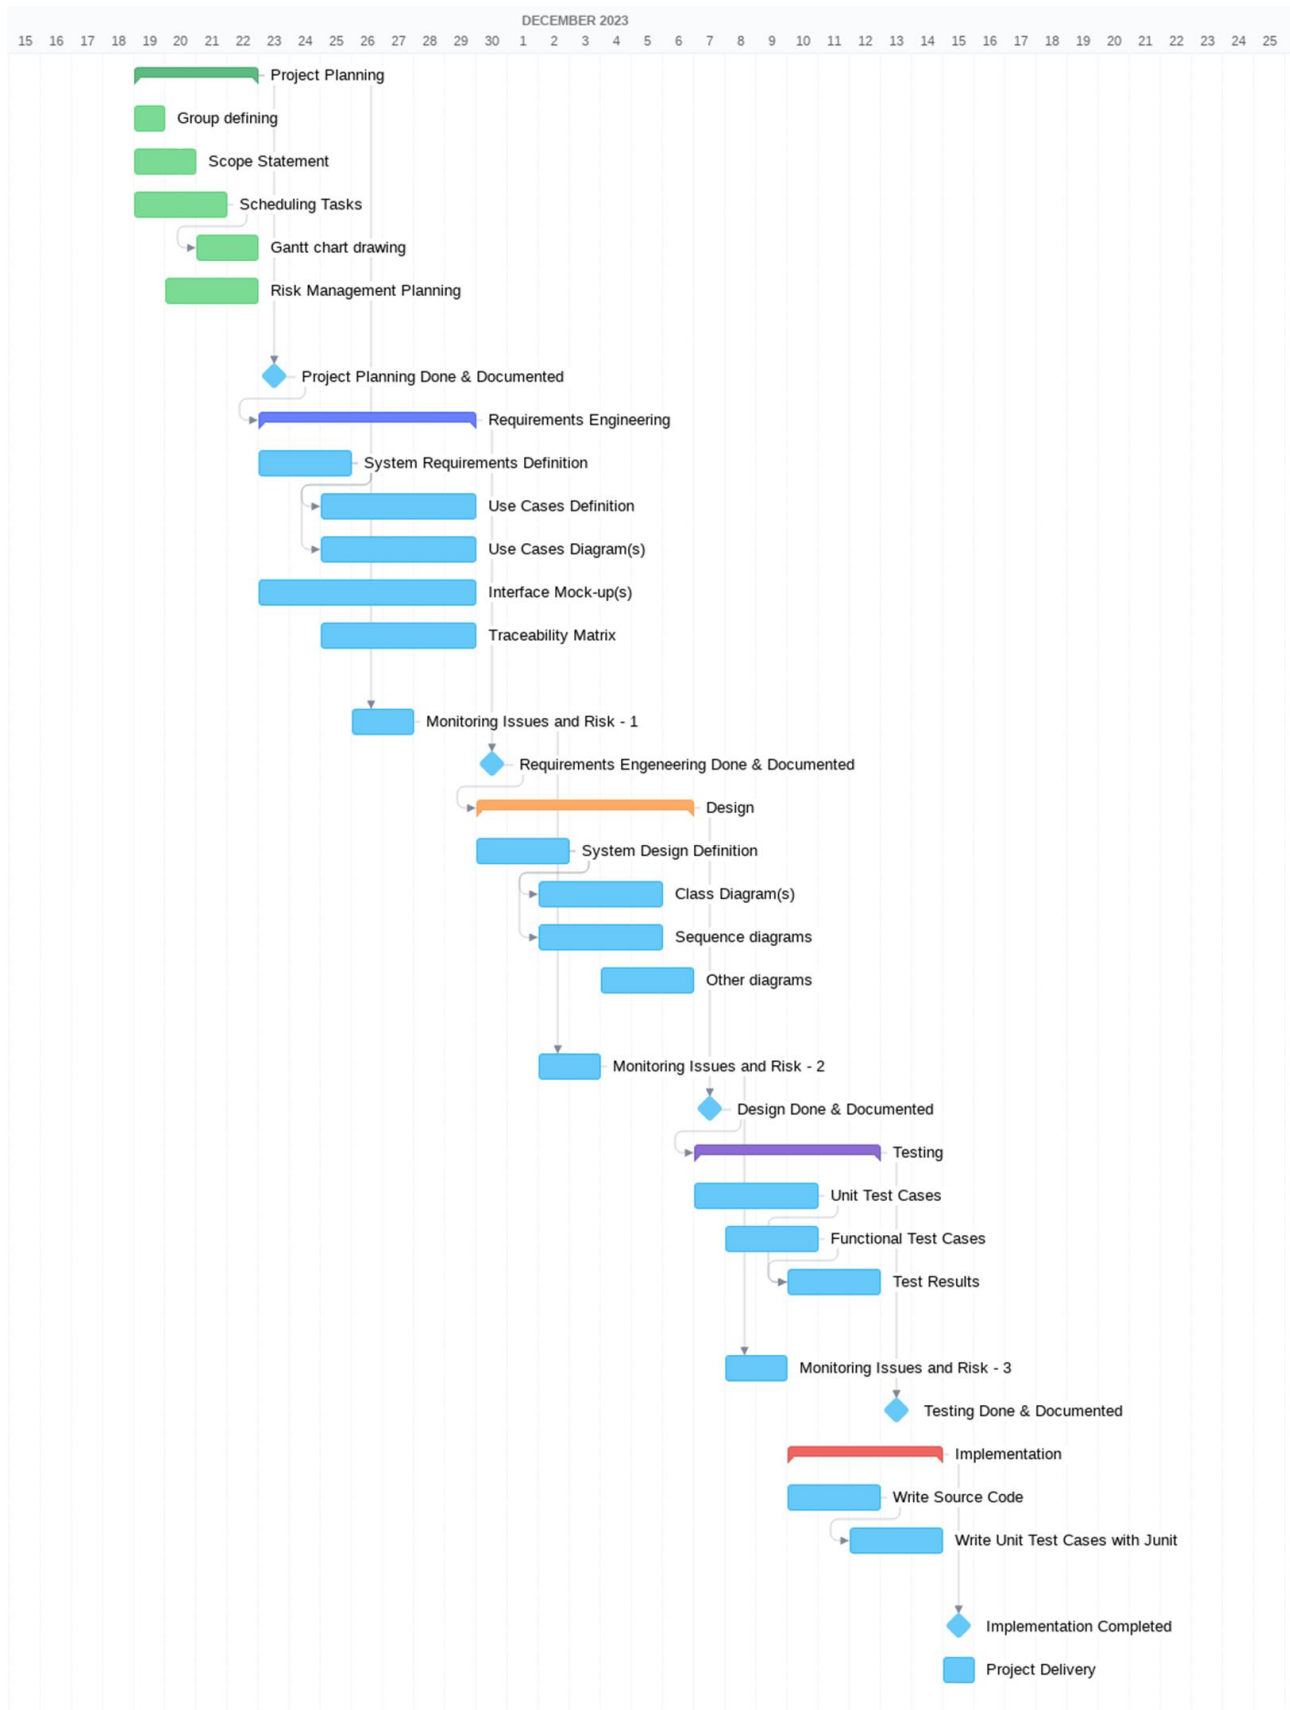 DECEMBER 2023
15 16 17 18 19 20 21 22 23 24 25 26 27 28 29 30 1 2 3 4 5 6 7 8 9 10 11 12 13 14 15 16 17 18 19 20 21 22 23 24 25
Project Planning
Group defining
Scope Statement
Scheduling Tasks
Gantt chart drawing
Risk Management Planning
Project Planning Done & Documented
Requirements Engineering
System Requirements Definition
Use Cases Definition
Use Cases Diagram(s)
Interface Mock-up(s)
Traceability Matrix
Monitoring Issues and Risk - 1
Requirements Engeneering Done & Documented
Design
System Design Definition
Class Diagram(s)
Sequence diagrams
Other diagrams
Monitoring Issues and Risk - 2
Design Done & Documented
Testing
Unit Test Cases
Functional Test Cases
Test Results
Monitoring Issues and Risk - 3
Testing Done & Documented
Implementation
Write Source Code
Write Unit Test Cases with Junit
Implementation Completed
Project Delivery